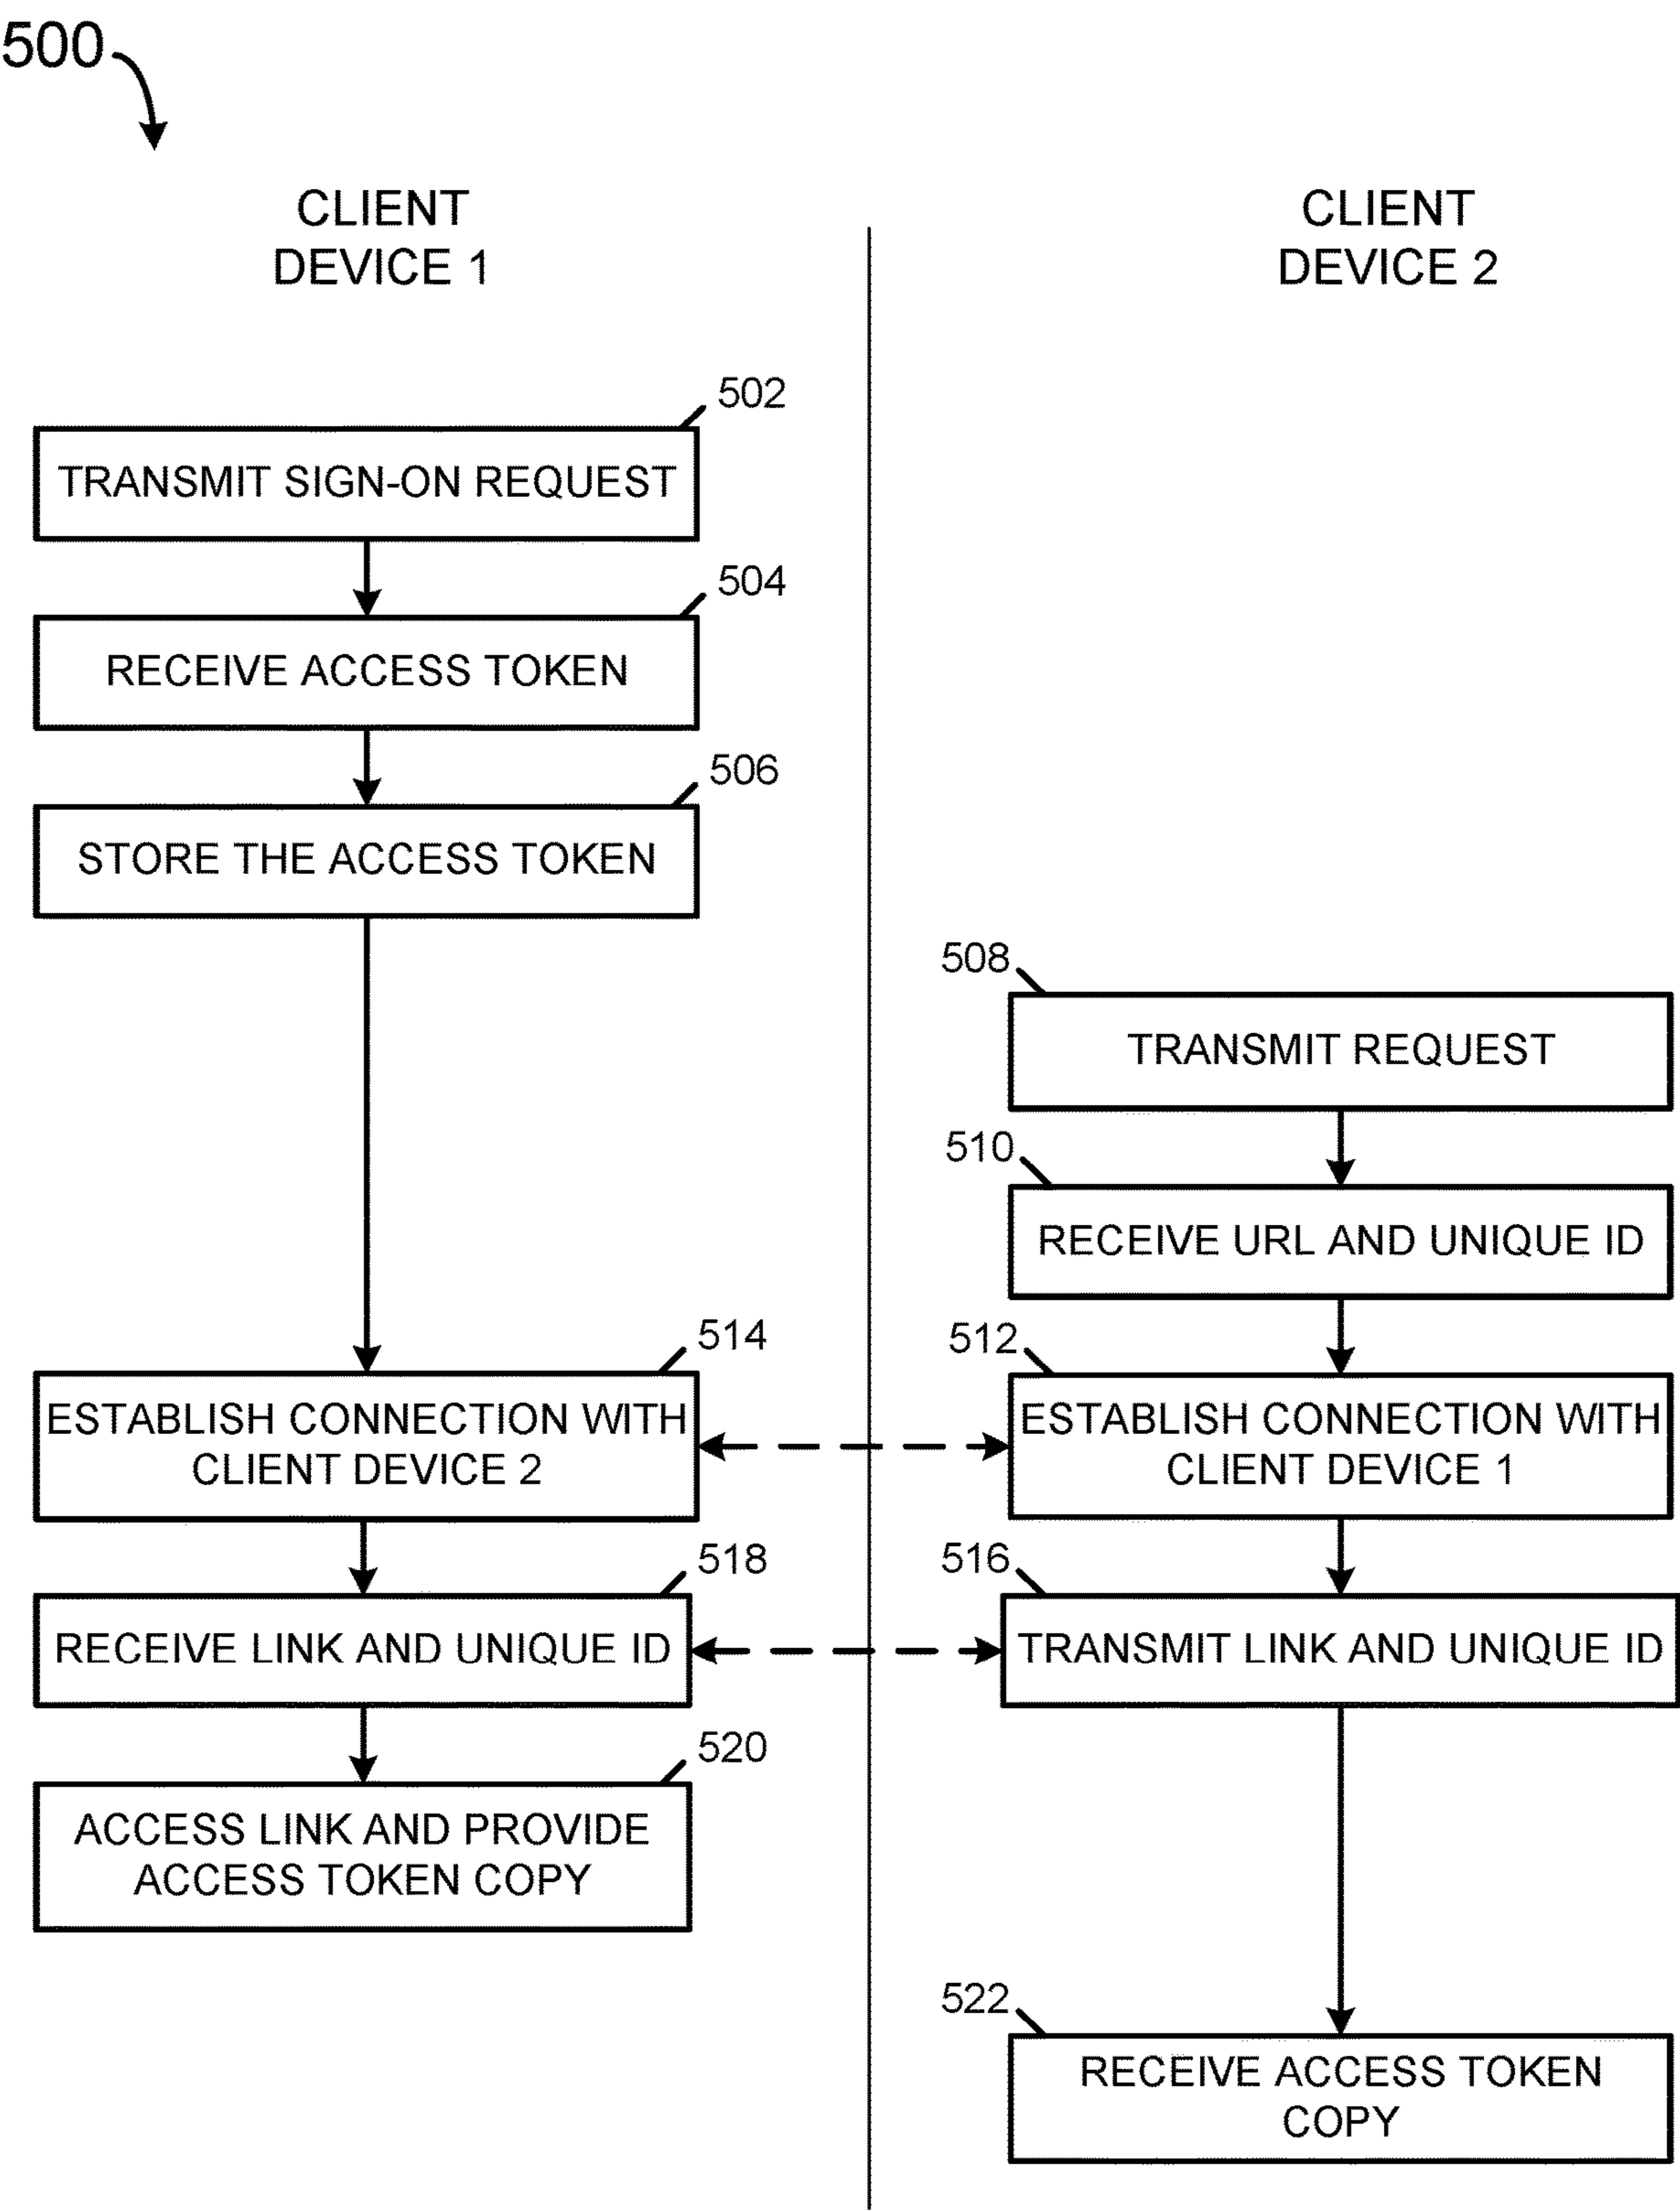 500
CLIENT
DEVICE 1
CLIENT
DEVICE 2
502
TRANSMIT SIGN-ON REQUEST
504
RECEIVE ACCESS TOKEN
506
STORE THE ACCESS TOKEN
508
TRANSMIT REQUEST
510
RECEIVE URL AND UNIQUE ID
514
ESTABLISH CONNECTION WITH
CLIENT DEVICE 2
512
ESTABLISH CONNECTION WITH
CLIENT DEVICE 1
518
RECEIVE LINK AND UNIQUE ID
516
TRANSMIT LINK AND UNIQUE ID
520
ACCESS LINK AND PROVIDE
ACCESS TOKEN COPY
522
RECEIVE ACCESS TOKEN
COPY